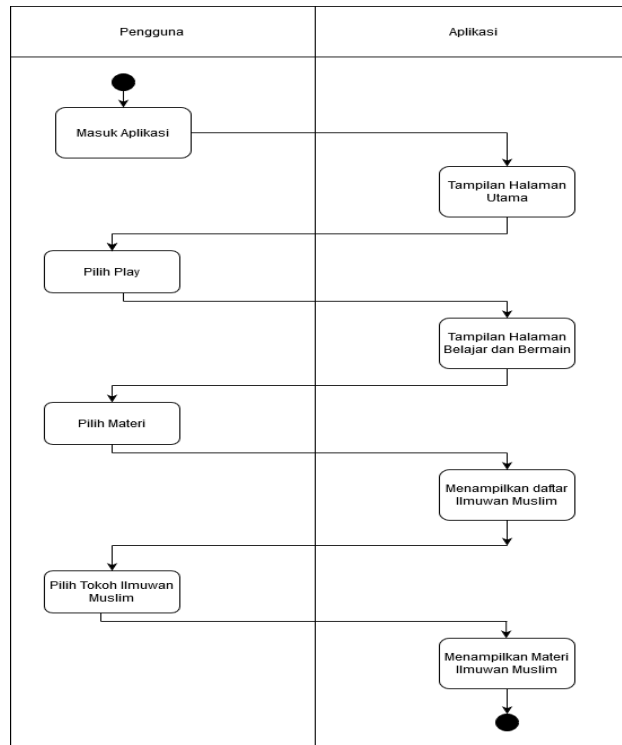 Pengguna
Aplikasi
Masuk Aplikasi
Tampilan Halaman
Utama
Pilih Play
Tampilan Halaman
Belajar dan Bermain
Pilih Materi
Menampilkan daftar
Ilmuwan Muslim
Pilih Tokoh Ilmuwan
Muslim
Menampilkan Materi
Ilmuwan Muslim